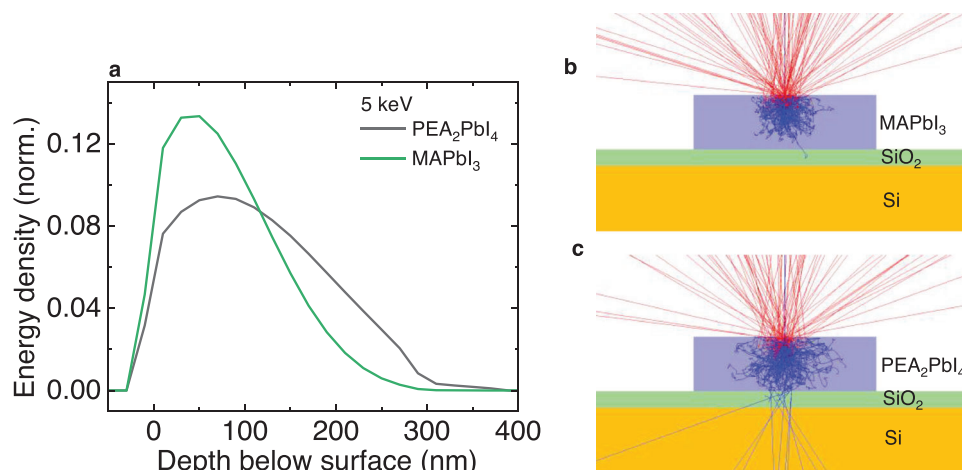 a
5 keV
PEA₂PbI₄
MAPbI₃
0.12
0.08
0.04
0.00
Energy density (norm.)
0 100 200 300 400
Depth below surface (nm)
b
MAPbI₃
SiO₂
Si
c
PEA₂PbI₄
SiO₂
Si